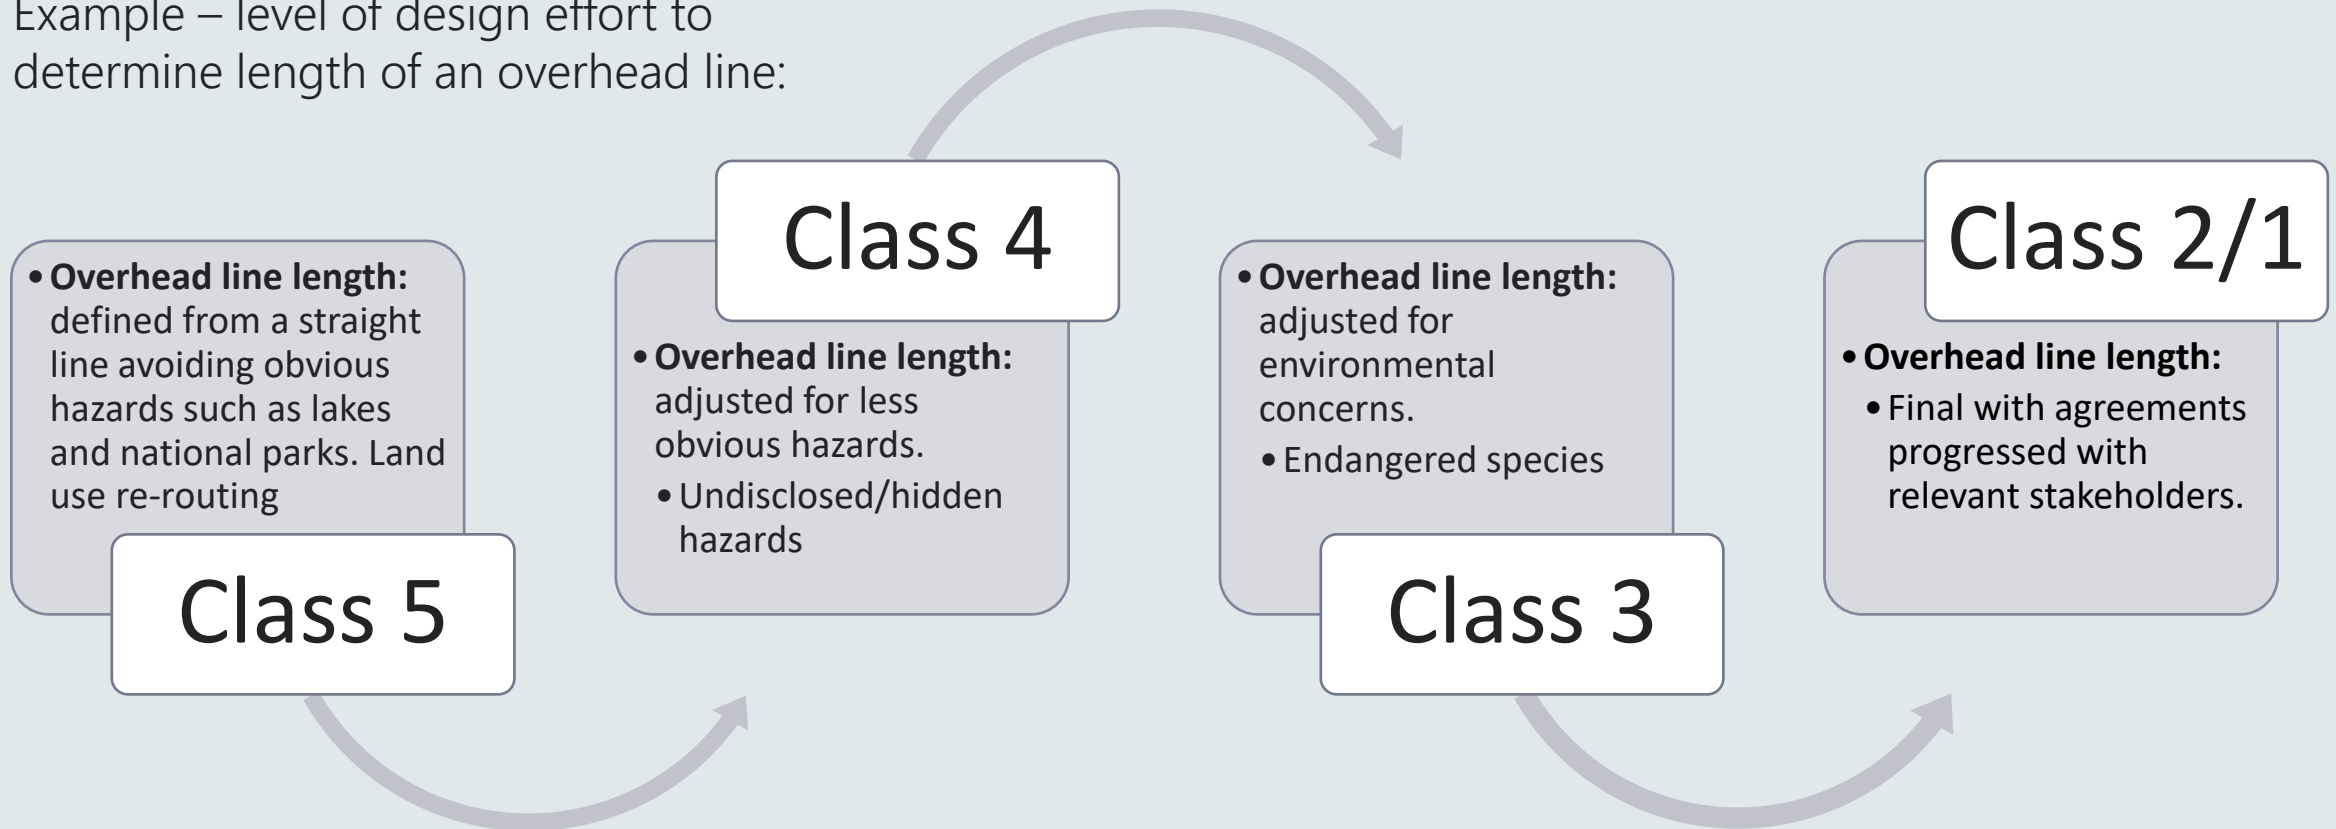 Example – level of design effort to
determine length of an overhead line:
• Overhead line length:
defined from a straight
line avoiding obvious
hazards such as lakes
and national parks. Land
use re-routing
Class 5
Class 4
• Overhead line length:
adjusted for less
obvious hazards.
• Undisclosed/hidden
hazards
• Overhead line length:
adjusted for
environmental
concerns.
• Endangered species
Class 3
Class 2/1
• Overhead line length:
• Final with agreements
progressed with
relevant stakeholders.